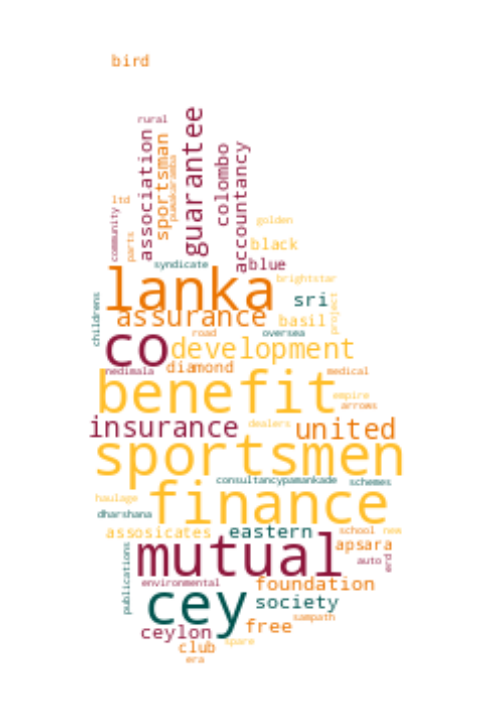 bird
rural
association
sportsman
pumakaramba
guarantee
colombo
accountancy
ltd
community
parts
golden
black
syndicate
blue
lanka
brightstar
childrens
sri
project
assurance
basil
co
road
oversea
development
nedimala
diamond
medical
benefit
empire
arrows
insurance
dealers
united
sportsmen
consultancypamankade
schemes
haulage
finance
dharshana
assosicates
eastern
school
new
publications
mutual
apsara
auto
erd
environmental
foundation
cey
society
sampath
ceylon
free
spare
club
era